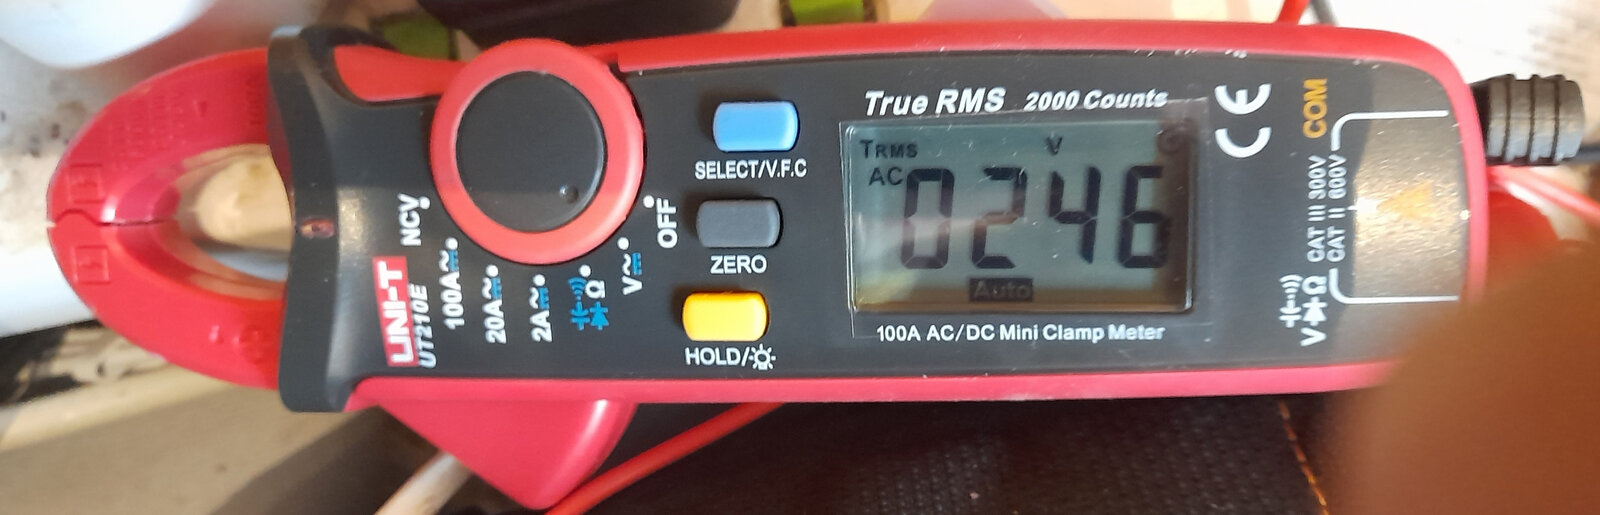 True RMS 2000 Counts
TRMS
AC
V
0246
Auto
100A AC/DC Mini Clamp Meter
SELECT/V.F.C
ZERO
HOLD/
OFF
V
Ω
2A
20A
100A
NCV
UNI-T
UT210E
CE
COM
CAT III 300V
CAT II 600V
V Ω